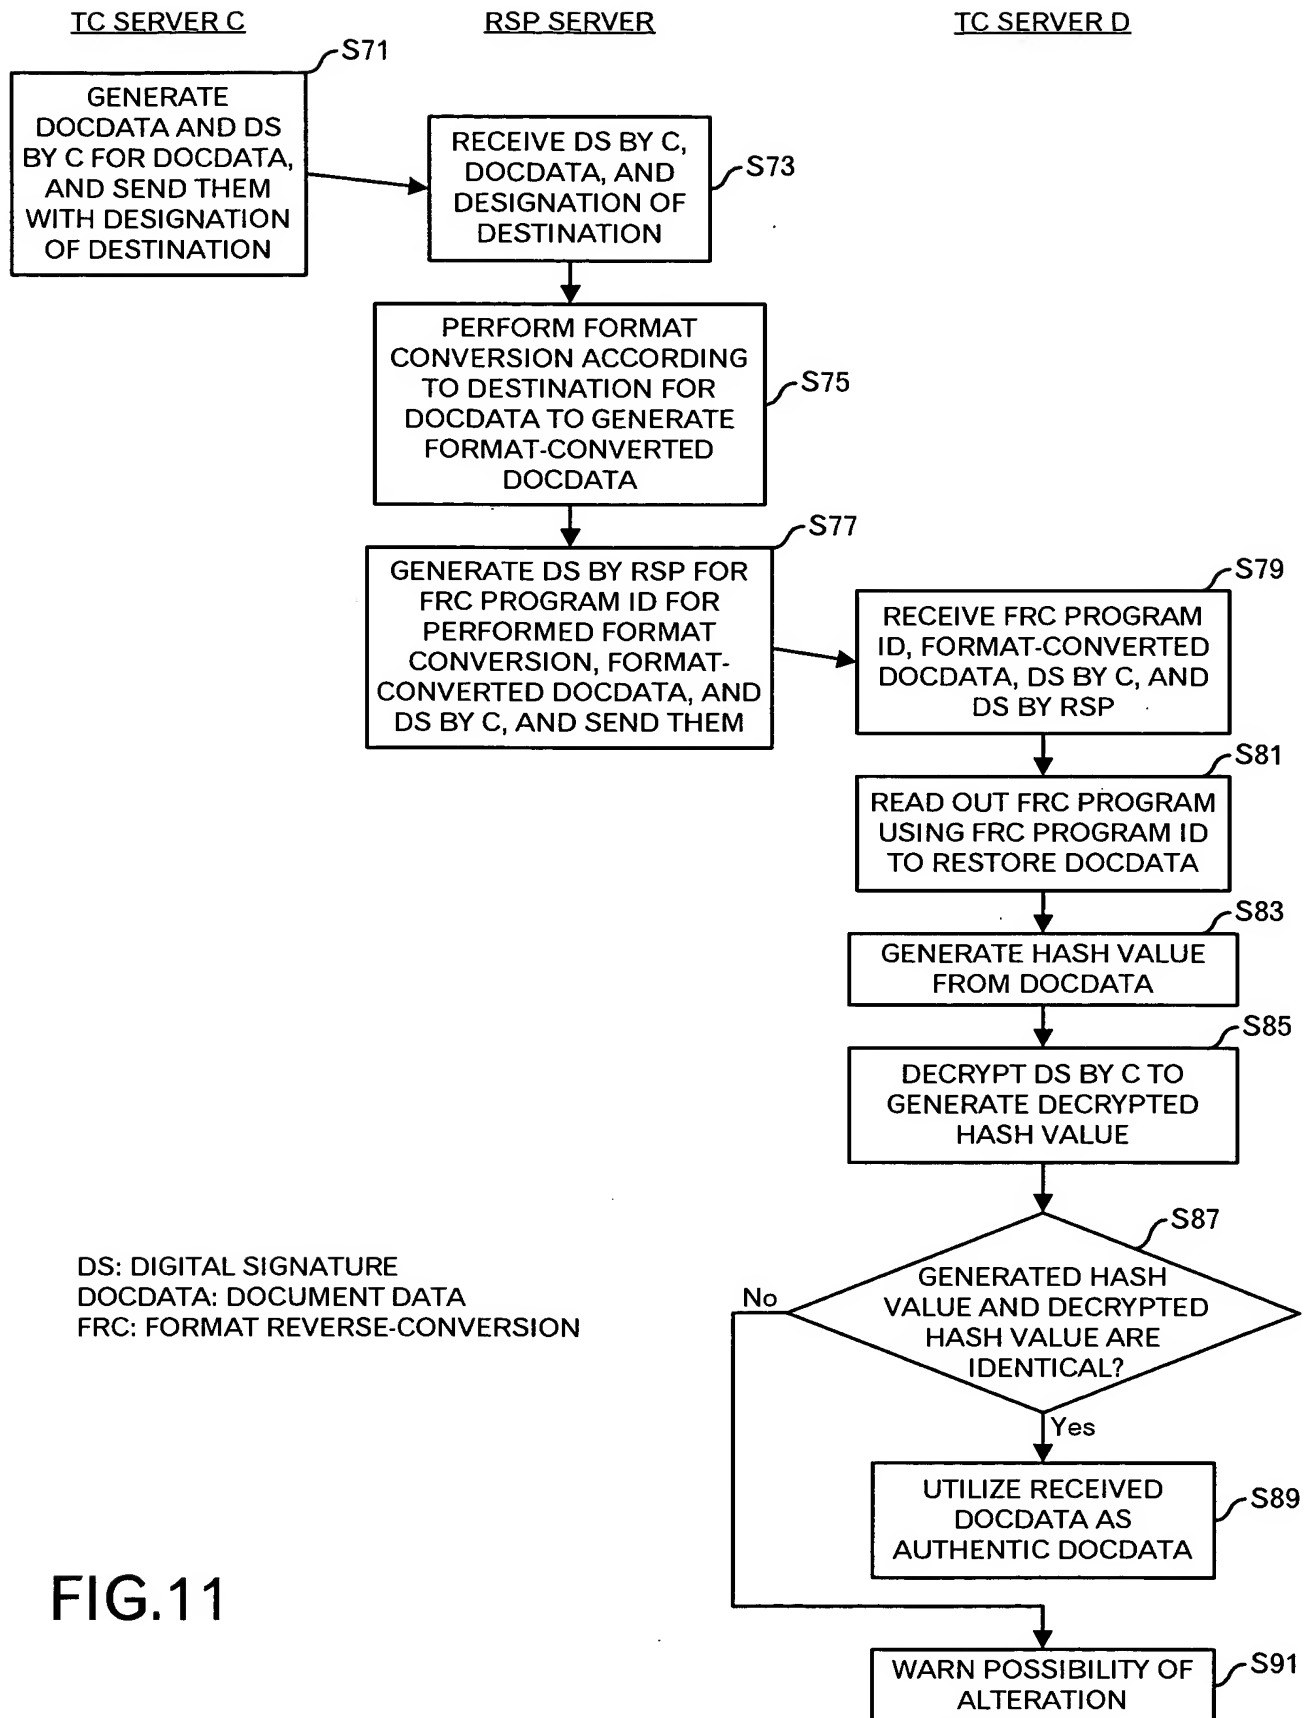 TC SERVER C
RSP SERVER
TC SERVER D
S71
GENERATE
DOCDATA AND DS
BY C FOR DOCDATA,
AND SEND THEM
WITH DESIGNATION
OF DESTINATION
RECEIVE DS BY C,
DOCDATA, AND
DESIGNATION OF
DESTINATION
S73
PERFORM FORMAT
CONVERSION ACCORDING
TO DESTINATION FOR
DOCDATA TO GENERATE
FORMAT-CONVERTED
DOCDATA
S75
S77
GENERATE DS BY RSP FOR
FRC PROGRAM ID FOR
PERFORMED FORMAT
CONVERSION, FORMAT-
CONVERTED DOCDATA, AND
DS BY C, AND SEND THEM
S79
RECEIVE FRC PROGRAM
ID, FORMAT-CONVERTED
DOCDATA, DS BY C, AND
DS BY RSP
S81
READ OUT FRC PROGRAM
USING FRC PROGRAM ID
TO RESTORE DOCDATA
S83
GENERATE HASH VALUE
FROM DOCDATA
S85
DECRYPT DS BY C TO
GENERATE DECRYPTED
HASH VALUE
S87
GENERATED HASH
VALUE AND DECRYPTED
HASH VALUE ARE
IDENTICAL?
No
Yes
UTILIZE RECEIVED
DOCDATA AS
AUTHENTIC DOCDATA
S89
WARN POSSIBILITY OF
ALTERATION
S91
DS: DIGITAL SIGNATURE
DOCDATA: DOCUMENT DATA
FRC: FORMAT REVERSE-CONVERSION
FIG.11